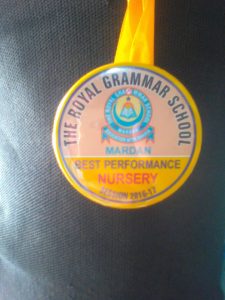 THE ROYAL GRAMMAR SCHOOL
MARDAN
BEST PERFORMANCE
NURSERY
SESSION 2016-17